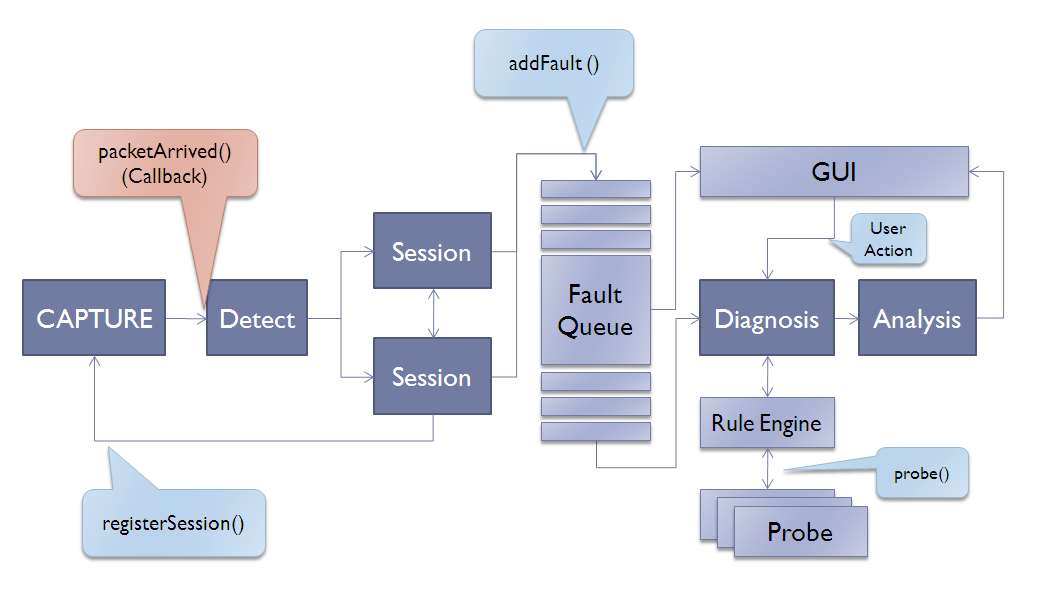 addFault ()
packetArrived()
(Callback)
GUI
User
Action
Session
CAPTURE
Detect
Fault
Queue
Diagnosis
Analysis
Session
Rule Engine
probe()
registerSession()
Probe